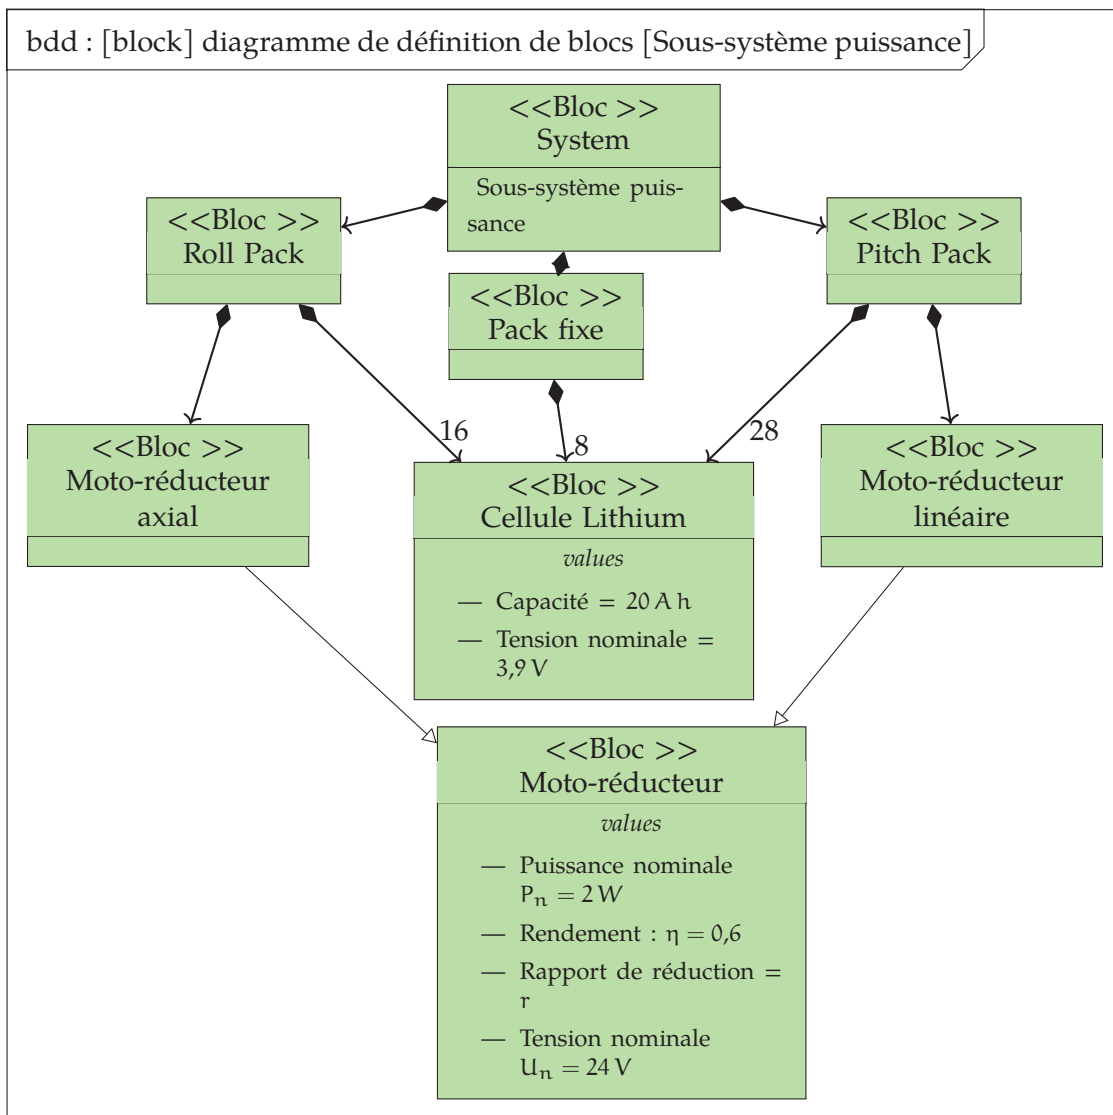 bdd : [block] diagramme de définition de blocs [Sous-système puissance]
<<Bloc >>
System
Sous-système puis-
sance
<<Bloc >>
Roll Pack
<<Bloc >>
Pack fixe
<<Bloc >>
Pitch Pack
16
8
28
<<Bloc >>
Moto-réducteur
axial
<<Bloc >>
Cellule Lithium
values
— Capacité = 20 A h
— Tension nominale =
3,9 V
<<Bloc >>
Moto-réducteur
linéaire
<<Bloc >>
Moto-réducteur
values
— Puissance nominale
Pn = 2 W
— Rendement : η = 0,6
— Rapport de réduction =
r
— Tension nominale
Un = 24 V